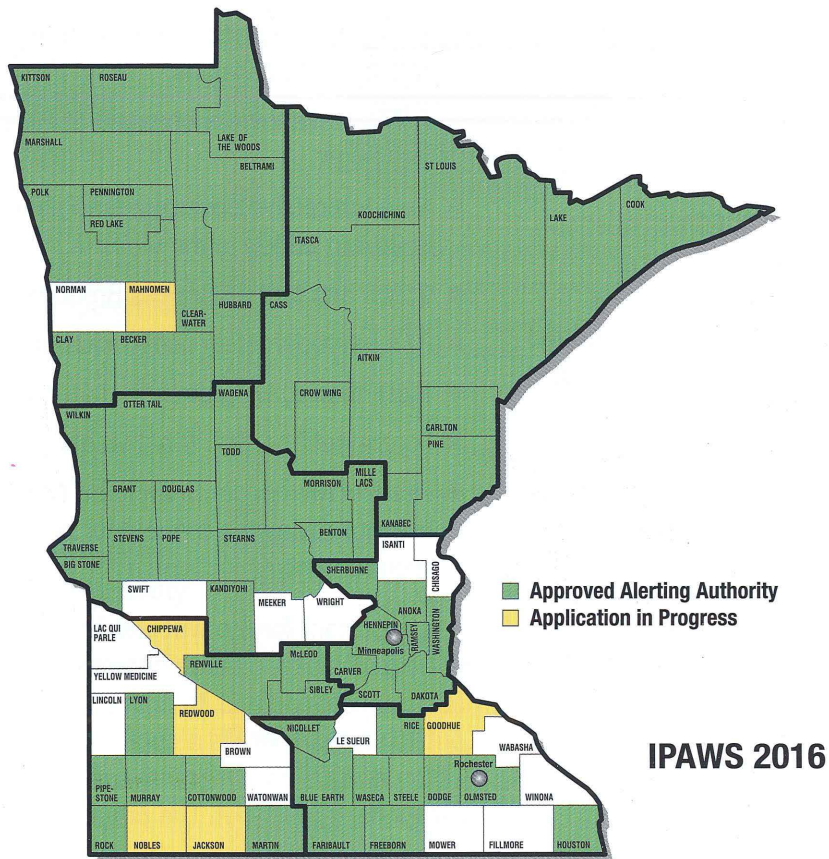 KITTSON
ROSEAU
LAKE OF
THE WOODS
MARSHALL
BELTRAMI
ST LOUIS
POLK
PENNINGTON
RED LAKE
KOOCHICHING
LAKE
COOK
ITASCA
NORMAN
MAHNOMEN
CLEAR-
WATER
HUBBARD
CASS
CLAY
BECKER
AITKIN
WADENA
CROW WING
WILKIN
OTTER TAIL
CARLTON
PINE
TODD
MORRISON
MILLE
LACS
GRANT
DOUGLAS
KANABEC
BENTON
TRAVERSE
STEVENS
POPE
STEARNS
ISANTI
BIG STONE
SHERBURNE
CHISAGO
SWIFT
KANDIYOHI
MEEKER
WRIGHT
ANOKA
HENNEPIN
Minneapolis
RAMSEY
WASHINGTON
Approved Alerting Authority
Application in Progress
LAC QUI
PARLE
CHIPPEWA
RENVILLE
McLEOD
CARVER
YELLOW MEDICINE
SIBLEY
SCOTT
DAKOTA
LINCOLN
LYON
REDWOOD
NICOLLET
LE SUEUR
RICE
GOODHUE
BROWN
WABASHA
IPAWS 2016
Rochester
PIPE-
STONE
MURRAY
COTTONWOOD
WATONWAN
BLUE EARTH
WASECA
STEELE
DODGE
OLMSTED
WINONA
ROCK
NOBLES
JACKSON
MARTIN
FARIBAULT
FREEBORN
MOWER
FILLMORE
HOUSTON